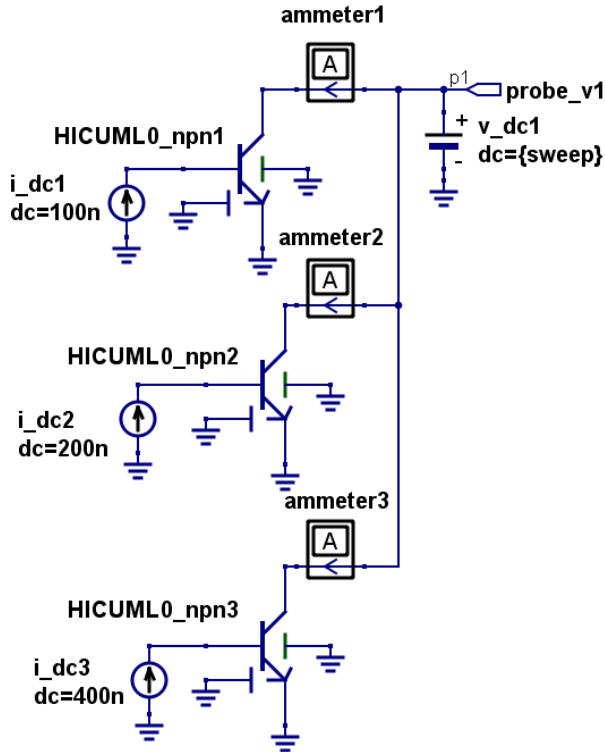 ammeter1
A
p1
probe_v1
+
v_dc1
-
dc={sweep}
HICUML0_npn1
i_dc1
dc=100n
ammeter2
A
HICUML0_npn2
i_dc2
dc=200n
ammeter3
A
HICUML0_npn3
i_dc3
dc=400n